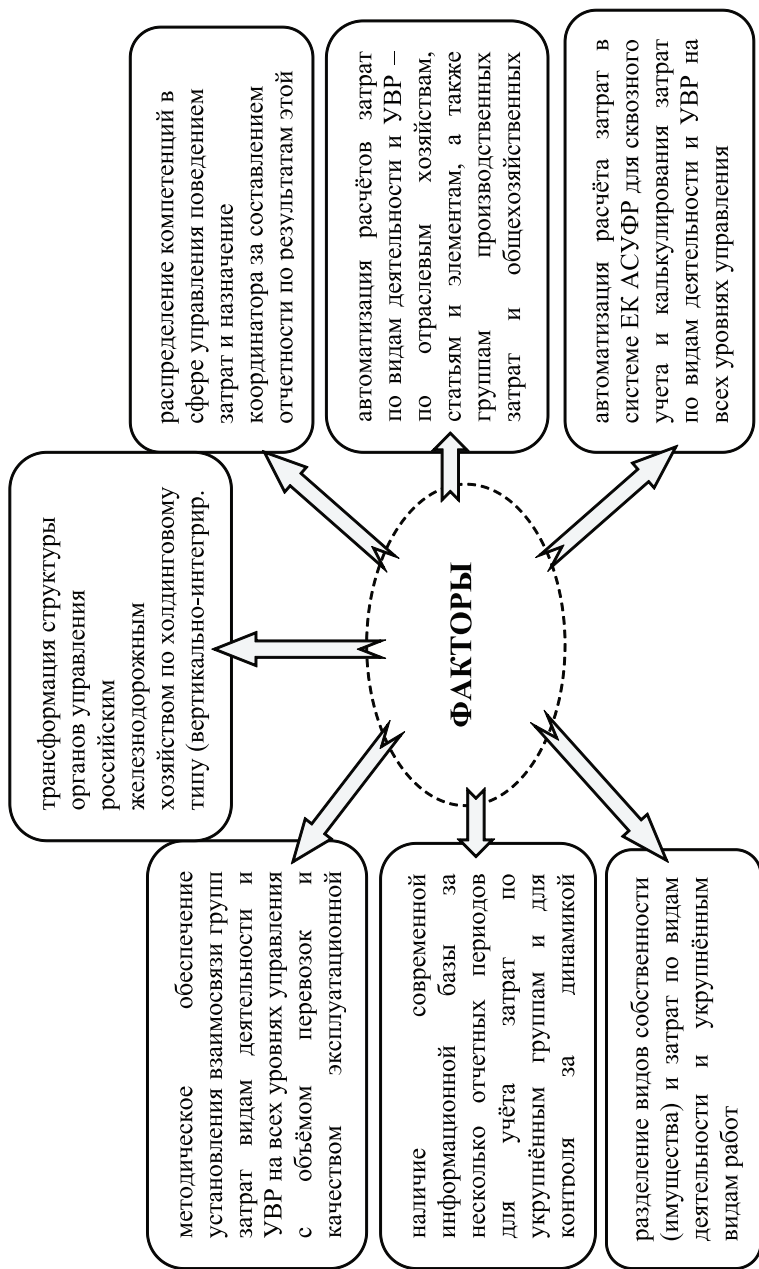 трансформация структуры
органов управления
российским
железнодорожным
хозяйством по холдинговому
типу (вертикально-интегрир.
методическое обеспечение
установления взаимосвязи групп
затрат видам деятельности и
УВР на всех уровнях управления
с объёмом перевозок и
качеством эксплуатационной
распределение компетенций в
сфере управления поведением
затрат и назначение
координатора за составлением
отчетности по результатам этой
наличие современной
информационной базы за
несколько отчетных периодов
для учёта затрат по
укрупнённым группам и для
контроля за динамикой
ФАКТОРЫ
автоматизация расчётов затрат
по видам деятельности и УВР –
по отраслевым хозяйствам,
статьям и элементам, а также
группам производственных
затрат и общехозяйственных
разделение видов собственности
(имущества) и затрат по видам
деятельности и укрупнённым
видам работ
автоматизация расчёта затрат в
системе ЕК АСУФР для сквозного
учета и калькулирования затрат
по видам деятельности и УВР на
всех уровнях управления